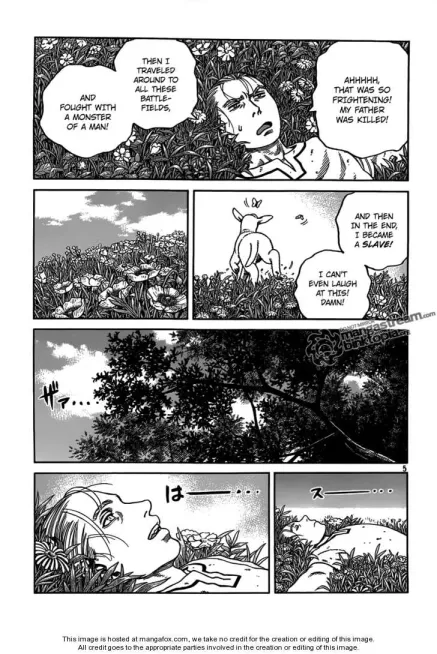 AHHHHH,
THAT WAS SO
FRIGHTENING!
MY FATHER
WAS KILLED!
THEN I
TRAVELED
AROUND TO
ALL THESE
BATTLE-
FIELDS,
AND
FOUGHT WITH
A MONSTER
OF A MAN!
AND THEN
IN THE END,
I BECAME
A SLAVE!
I CAN'T
EVEN LAUGH
AT THIS!
DAMN!
ザァ...
5
スー...
はー...
This image is hosted at mangafox.com, we take no credit for the creation or editing of this image.
All credit goes to the appropriate parties involved in the creation or editing of this image.